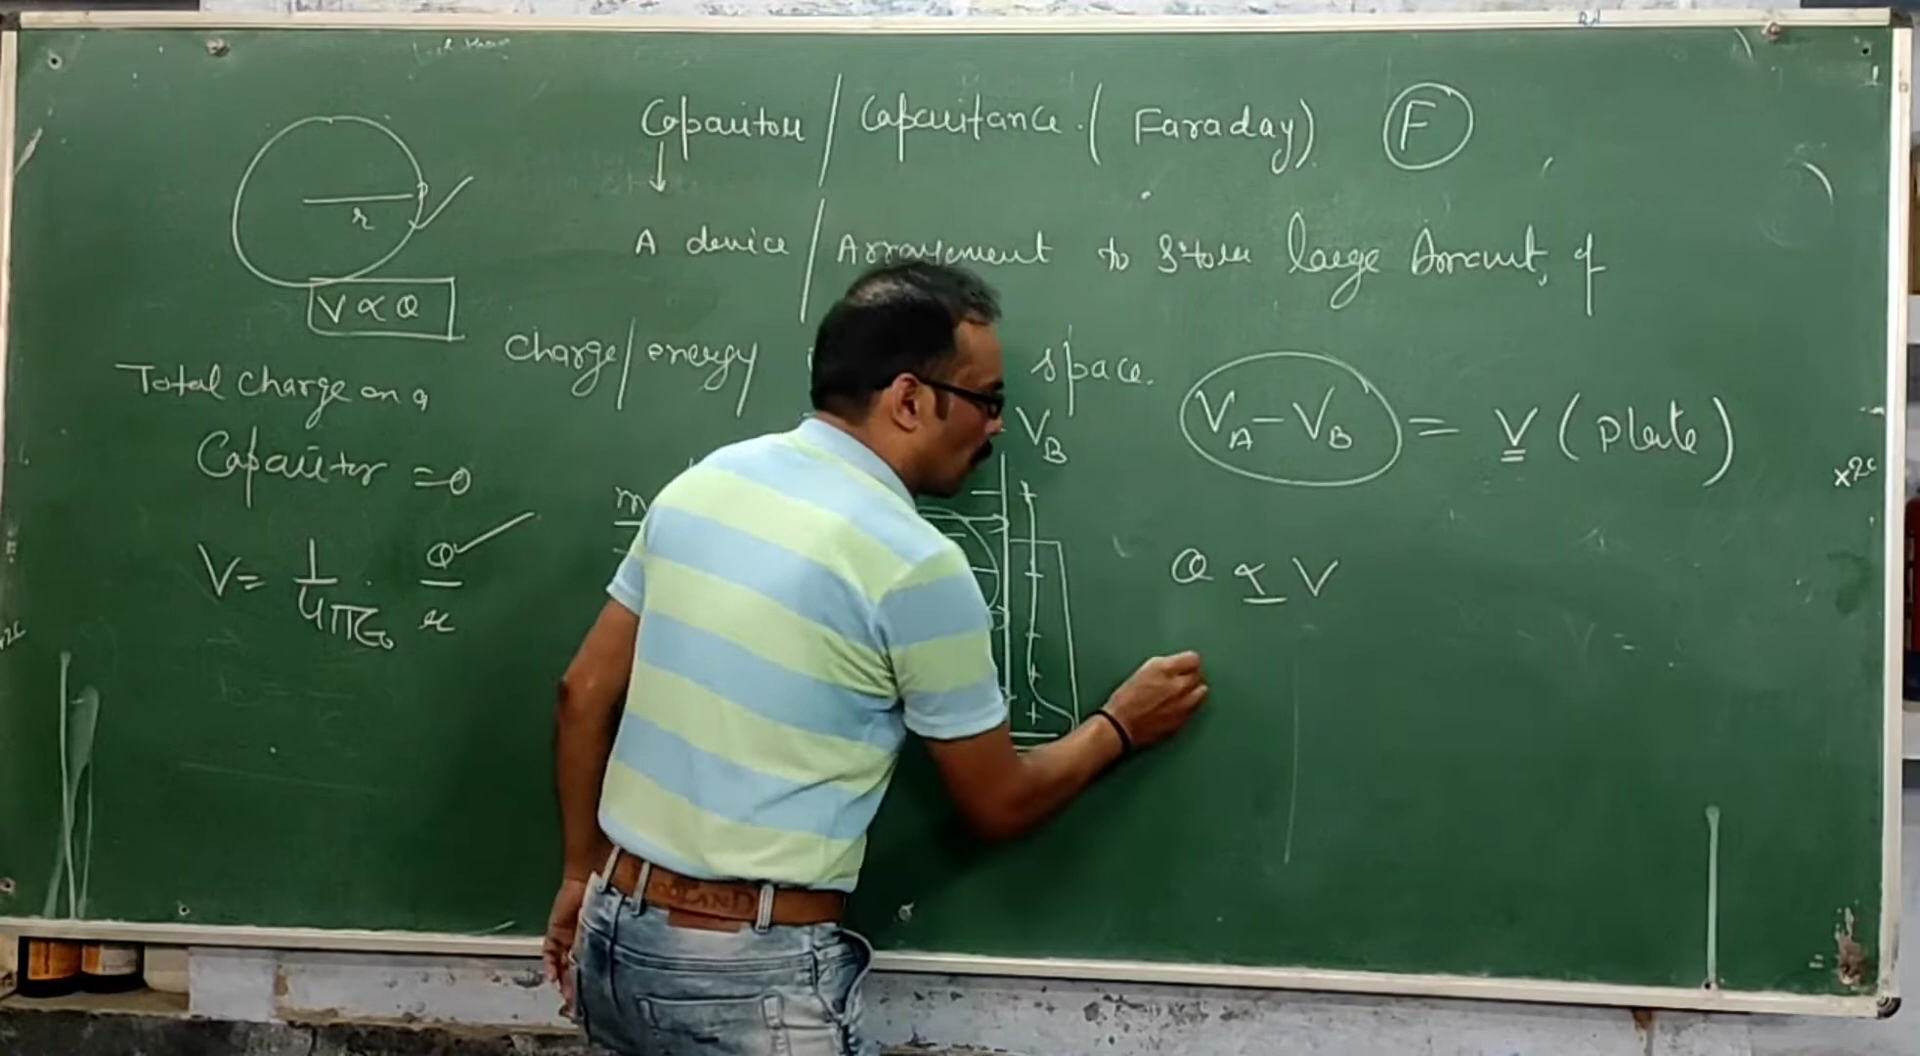 Capacitor / Capacitance. ( Faraday). F
A device / Arrangement to store large Amount of
charge/energy space.
r
V ∝ Q
Total charge on a
Capacitor = 0
V = 1/4πε₀ . Q/r
V_B
V_A - V_B = V ( plate )
Q ∝ V